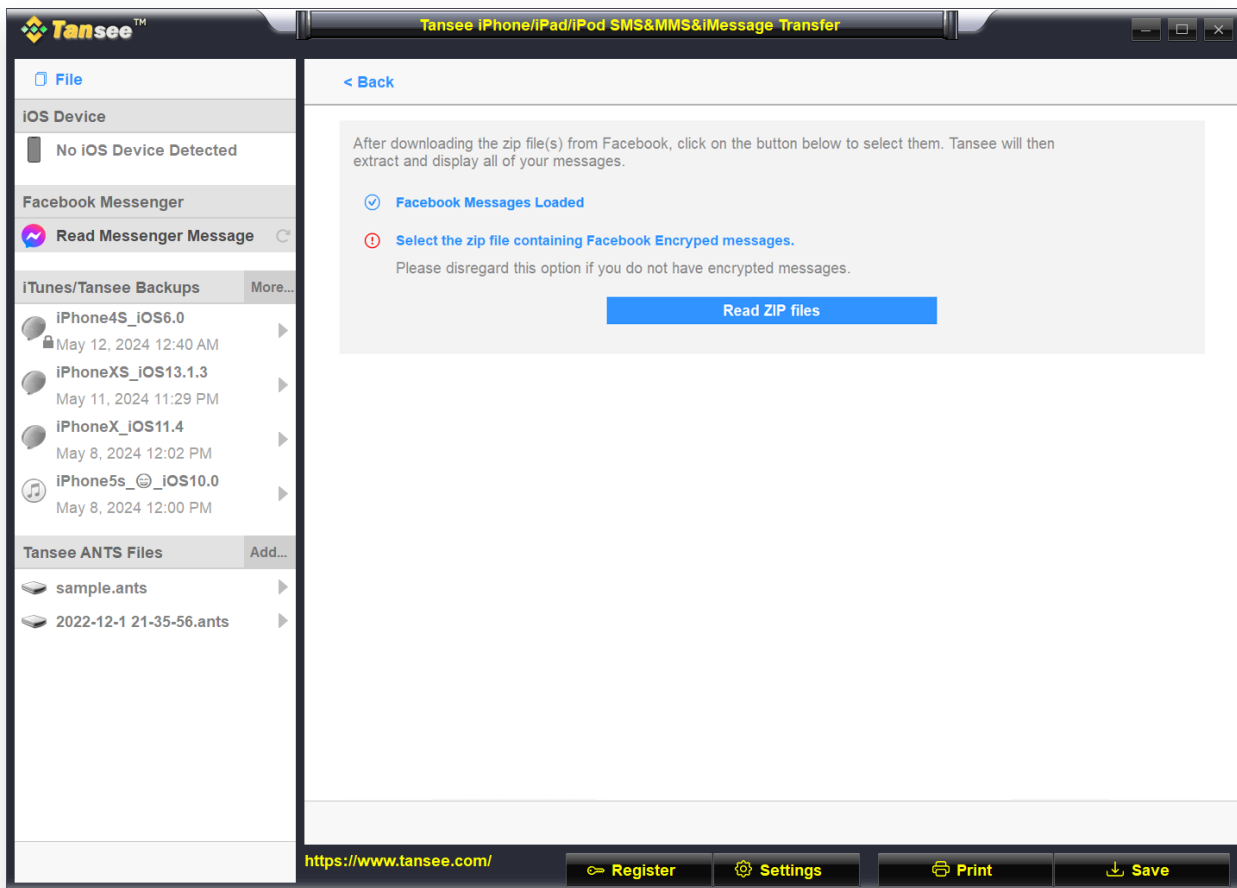 Tansee™
Tansee iPhone/iPad/iPod SMS&MMS&iMessage Transfer
File
iOS Device
No iOS Device Detected
Facebook Messenger
Read Messenger Message
iTunes/Tansee Backups More...
iPhone4S_iOS6.0
May 12, 2024 12:40 AM
iPhoneXS_iOS13.1.3
May 11, 2024 11:29 PM
iPhoneX_iOS11.4
May 8, 2024 12:02 PM
iPhone5s_😄_iOS10.0
May 8, 2024 12:00 PM
Tansee ANTS Files Add...
sample.ants
2022-12-1 21-35-56.ants
< Back
After downloading the zip file(s) from Facebook, click on the button below to select them. Tansee will then
extract and display all of your messages.
Facebook Messages Loaded
Select the zip file containing Facebook Encryped messages.
Please disregard this option if you do not have encrypted messages.
Read ZIP files
https://www.tansee.com/
Register
Settings
Print
Save